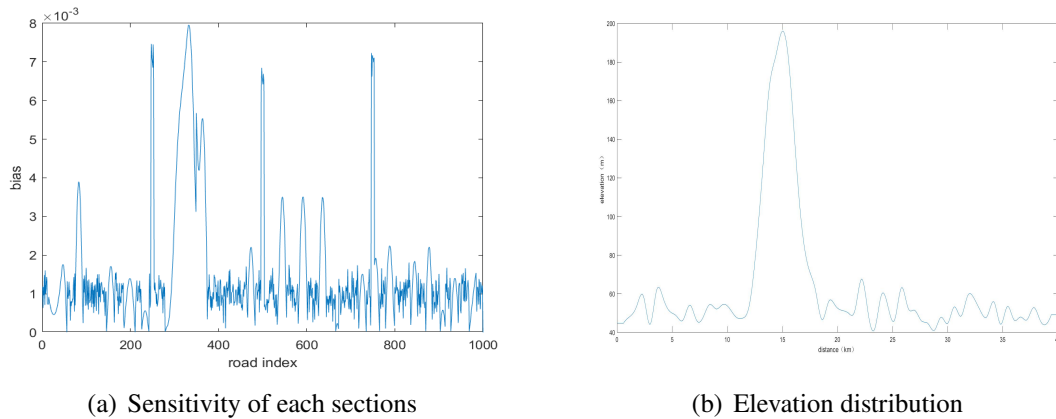 ×10⁻³
8
7
6
5
4
3
2
1
0
bias
0 200 400 600 800 1000
road index
200
180
160
140
120
100
80
60
40
elevation（m）
0 5 10 15 20 25 30 35
distance（km）
(a) Sensitivity of each sections
(b) Elevation distribution